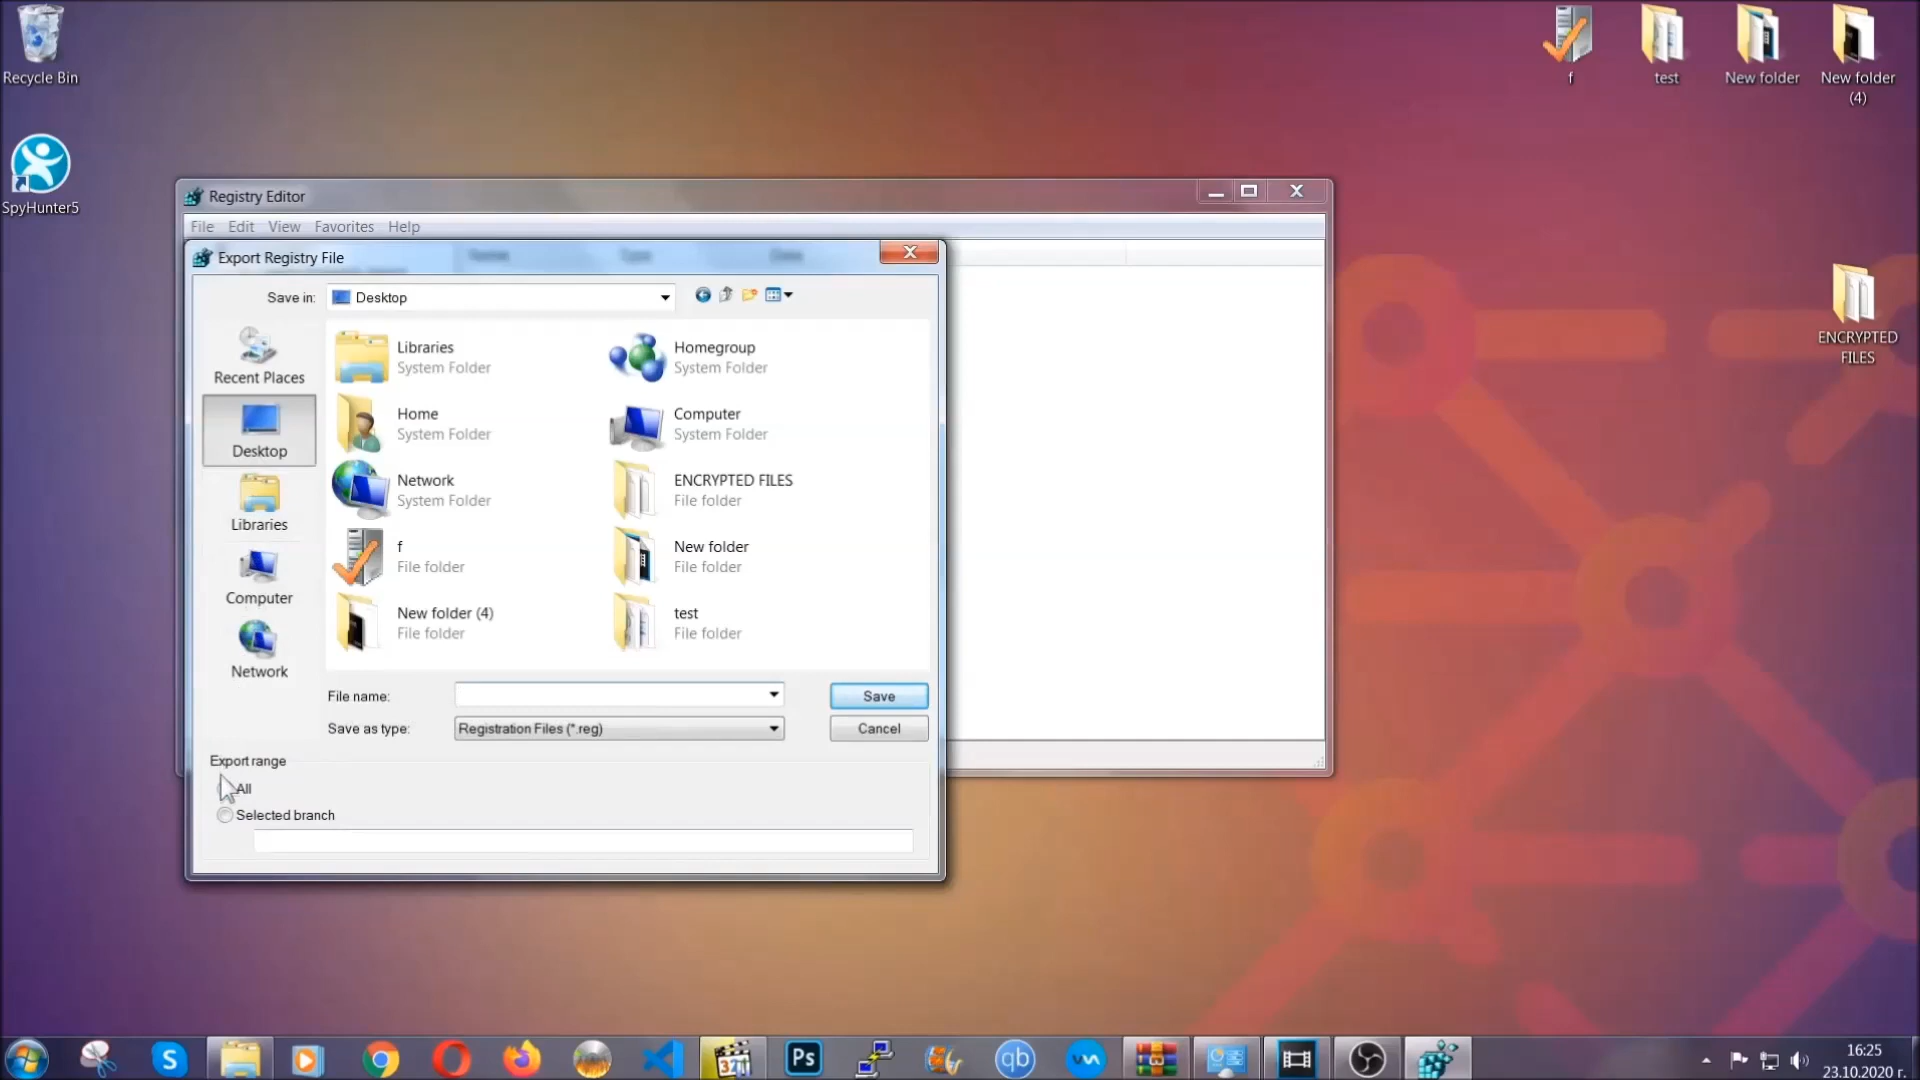 Recycle Bin
SpyHunter5
f
test
New folder
New folder
(4)
ENCRYPTED
FILES
Registry Editor
File Edit View Favorites Help
Export Registry File
Save in:
Desktop
Recent Places
Desktop
Libraries
Computer
Network
Libraries
System Folder
Homegroup
System Folder
Home
System Folder
Computer
System Folder
Network
System Folder
ENCRYPTED FILES
File folder
f
File folder
New folder
File folder
New folder (4)
File folder
test
File folder
File name:
Save
Save as type:
Registration Files (*.reg)
Cancel
Export range
All
Selected branch
S
321
Ps
qb
16:25
23.10.2020 г.